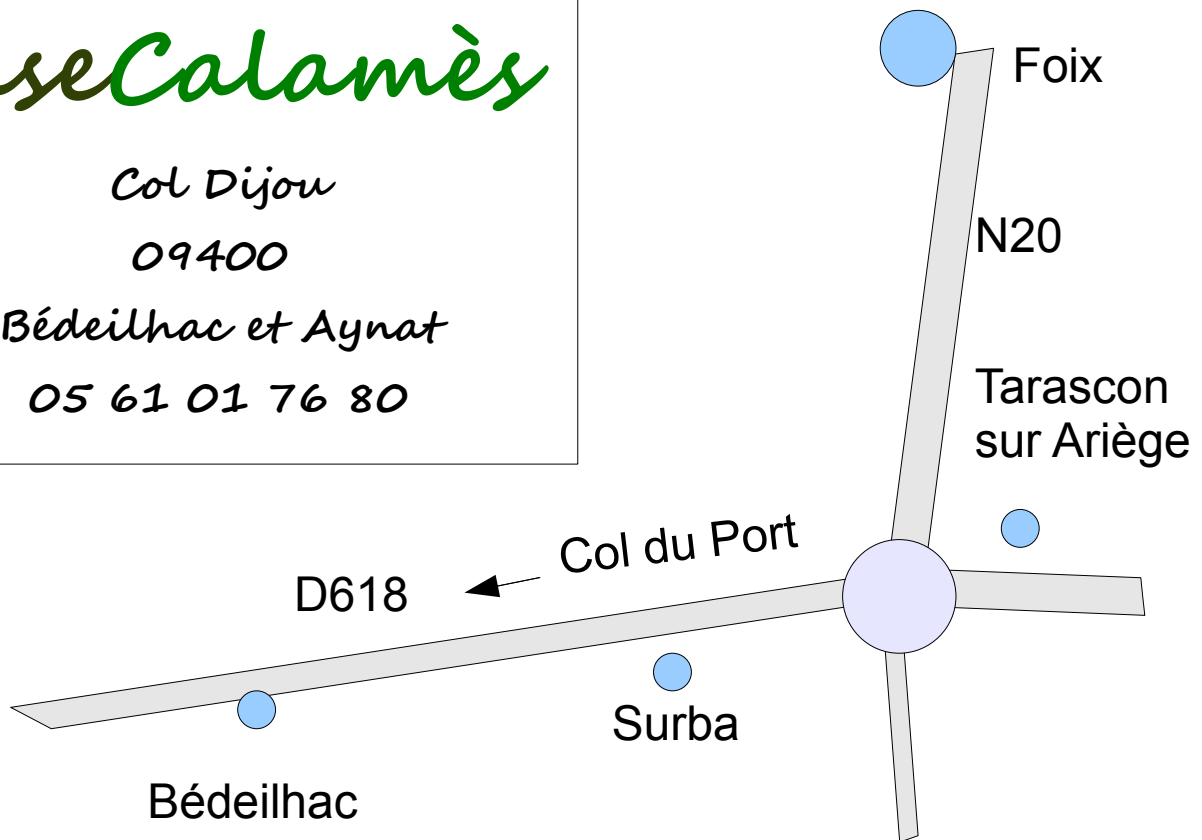 seCalamès
Col Dijou
09400
Bédeilhac et Aynat
05 61 01 76 80
Foix
N20
Tarascon
sur Ariège
Col du Port
D618
Surba
Bédeilhac